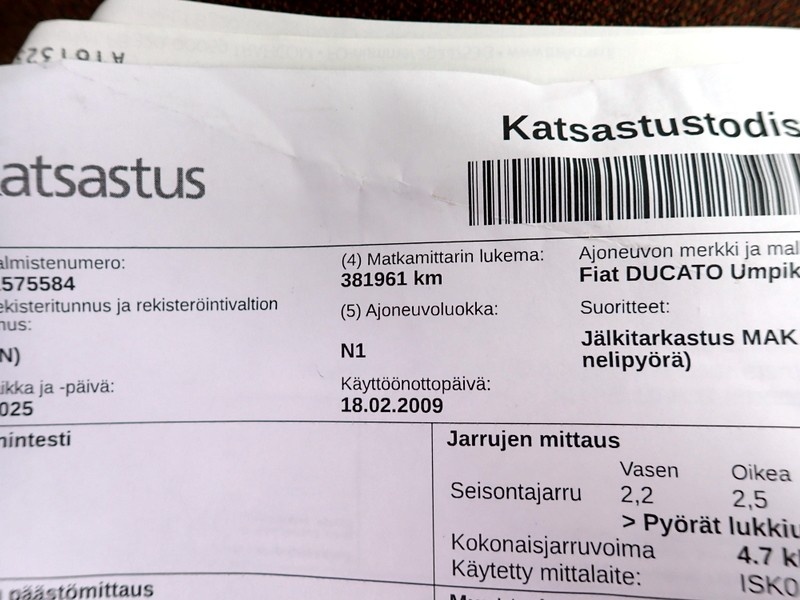 A161523
Katsastustodis
atsastus
almistenumero:
575584
(4) Matkamittarin lukema:
381961 km
Ajoneuvon merkki ja mal
Fiat DUCATO Umpik
ekisteritunnus ja rekisteröintivaltion
nus:
N)
(5) Ajoneuvoluokka:
N1
Suoritteet:
Jälkitarkastus MAK
nelipyörä)
ikka ja -päivä:
025
Käyttöönottopäivä:
18.02.2009
nintesti
Jarrujen mittaus
Vasen Oikea
Seisontajarru 2,2 2,5
> Pyörät lukkiu
Kokonaisjarruvoima 4.7 k
Käytetty mittalaite: ISK0
päästömittaus